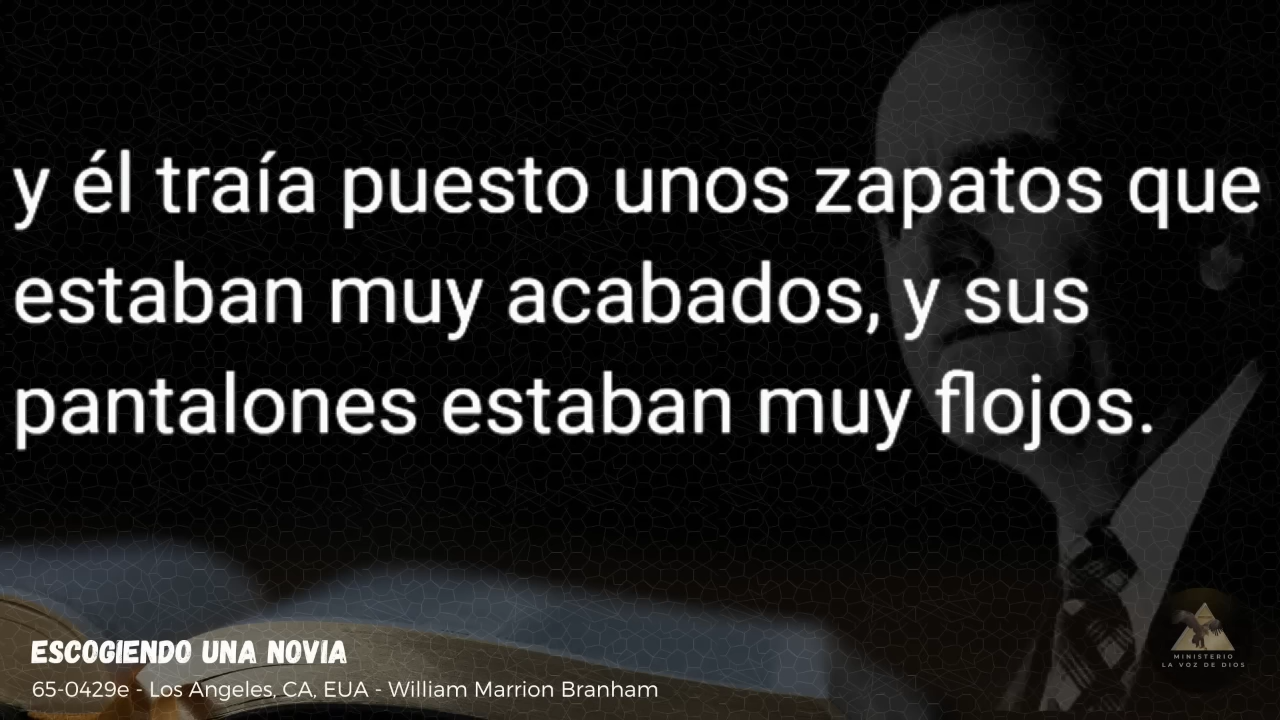 y él traía puesto unos zapatos que
estaban muy acabados, y sus
pantalones estaban muy flojos.
ESCOGIENDO UNA NOVIA
65-0429e - Los Angeles, CA, EUA - William Marrion Branham
MINISTERIO
LA VOZ DE DIOS